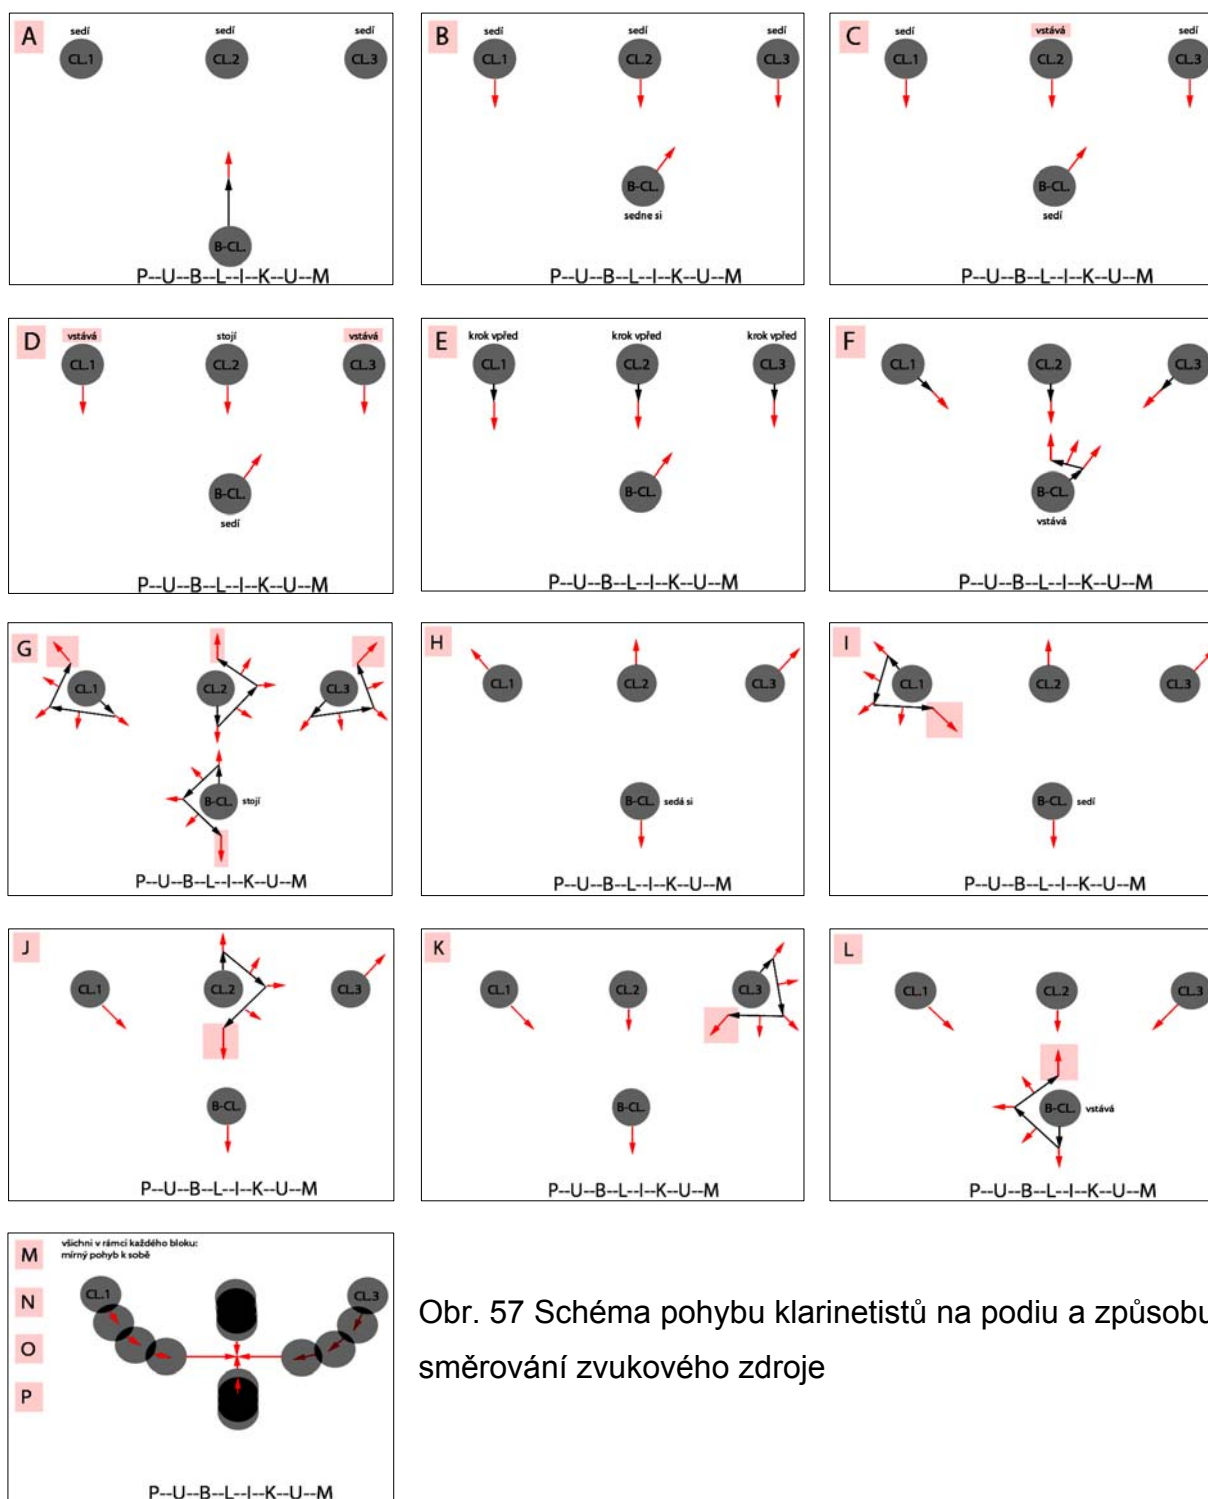 A
sedí sedí sedí
CL.1 CL.2 CL.3
B-CL.
P--U--B--L--I--K--U--M
B
sedí sedí sedí
CL.1 CL.2 CL.3
B-CL.
sedne si
P--U--B--L--I--K--U--M
C
sedí vstává sedí
CL.1 CL.2 CL.3
B-CL.
sedí
P--U--B--L--I--K--U--M
D
vstává stojí vstává
CL.1 CL.2 CL.3
B-CL.
sedí
P--U--B--L--I--K--U--M
E
krok vpřed krok vpřed krok vpřed
CL.1 CL.2 CL.3
B-CL.
P--U--B--L--I--K--U--M
F
CL.1 CL.2 CL.3
B-CL.
vstává
P--U--B--L--I--K--U--M
G
CL.1 CL.2 CL.3
B-CL. stojí
P--U--B--L--I--K--U--M
H
CL.1 CL.2 CL.3
B-CL. sedá si
P--U--B--L--I--K--U--M
I
CL.1 CL.2 CL.3
B-CL. sedí
P--U--B--L--I--K--U--M
J
CL.1 CL.2 CL.3
B-CL.
P--U--B--L--I--K--U--M
K
CL.1 CL.2 CL.3
B-CL.
P--U--B--L--I--K--U--M
L
CL.1 CL.2 CL.3
B-CL. vstává
P--U--B--L--I--K--U--M
M
všichni v rámci každého bloku:
mírný pohyb k sobě
CL.1 CL.3
N
O
P
P--U--B--L--I--K--U--M
Obr. 57 Schéma pohybu klarinetistů na podiu a způsobu
směrování zvukového zdroje